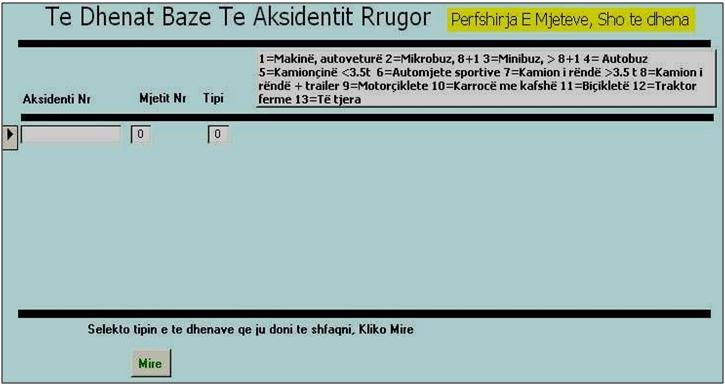 Te Dhenat Baze Te Aksidentit Rrugor Perfshirja E Mjeteve, Sho te dhena
1=Makinë, autoveturë 2=Mikrobuz, 8+1 3=Minibuz, > 8+1 4= Autobuz
5=Kamionçinë <3.5t 6=Automjete sportive 7=Kamion i rëndë >3.5 t 8=Kamion i
rëndë + trailer 9=Motorçiklete 10=Karrocë me kafshë 11=Biçikletë 12=Traktor
ferme 13=Të tjera
Aksidenti Nr Mjetit Nr Tipi
0 0
Selekto tipin e te dhenave qe ju doni te shfaqni, Kliko Mire
Mire